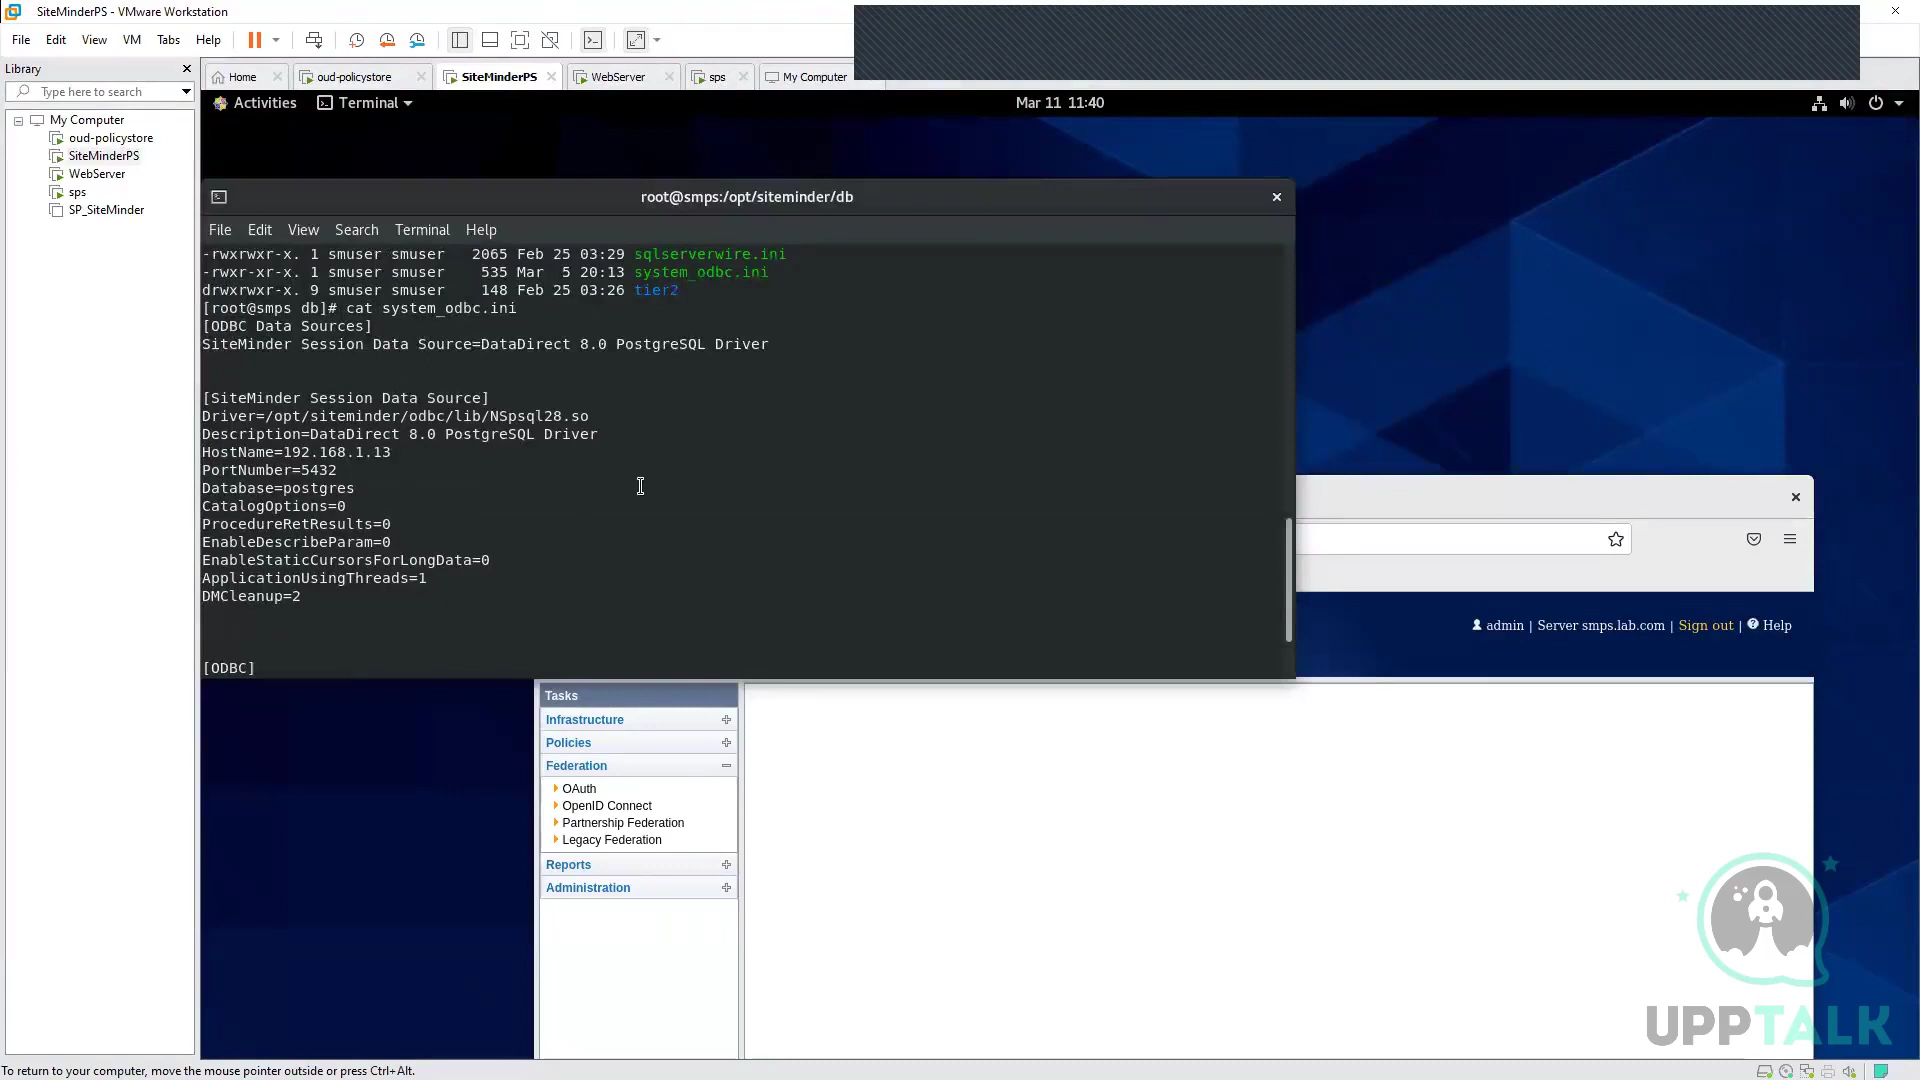 SiteMinderPS - VMware Workstation
File Edit View VM Tabs Help
Library
Type here to search
My Computer
oud-policystore
SiteMinderPS
WebServer
sps
SP_SiteMinder
Home
oud-policystore
SiteMinderPS
WebServer
sps
My Computer
Activities
Terminal
Mar 11 11:40
root@smps:/opt/siteminder/db
File Edit View Search Terminal Help
-rwxrwxr-x. 1 smuser smuser 2065 Feb 25 03:29 sqlserverwire.ini
-rwxr-xr-x. 1 smuser smuser 535 Mar 5 20:13 system_odbc.ini
drwxrwxr-x. 9 smuser smuser 148 Feb 25 03:26 tier2
[root@smps db]# cat system_odbc.ini
[ODBC Data Sources]
SiteMinder Session Data Source=DataDirect 8.0 PostgreSQL Driver
[SiteMinder Session Data Source]
Driver=/opt/siteminder/odbc/lib/NSpsql28.so
Description=DataDirect 8.0 PostgreSQL Driver
HostName=192.168.1.13
PortNumber=5432
Database=postgres
CatalogOptions=0
ProcedureRetResults=0
EnableDescribeParam=0
EnableStaticCursorsForLongData=0
ApplicationUsingThreads=1
DMCleanup=2
[ODBC]
admin | Server smps.lab.com | Sign out | Help
Tasks
Infrastructure
Policies
Federation
OAuth
OpenID Connect
Partnership Federation
Legacy Federation
Reports
Administration
UPPTALK
To return to your computer, move the mouse pointer outside or press Ctrl+Alt.